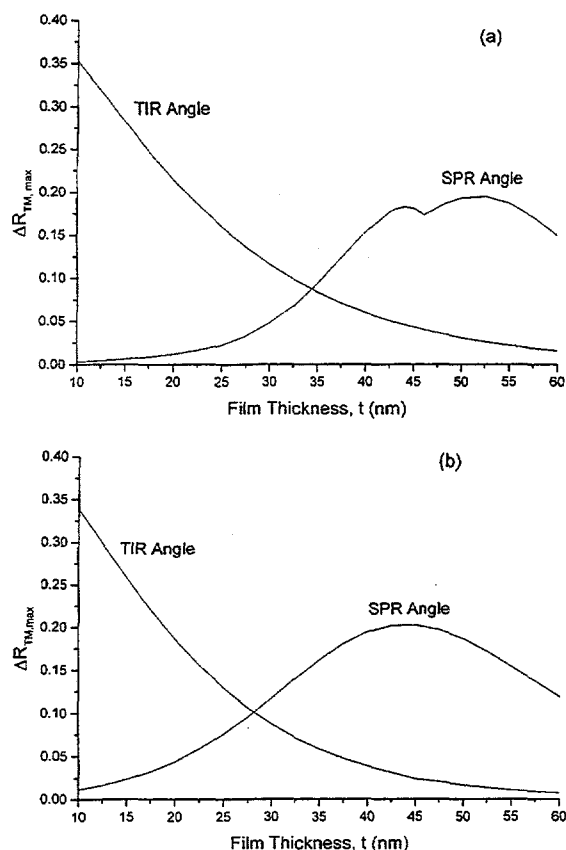 (a)
0.40
0.35
0.30
0.25
0.20
0.15
0.10
0.05
0.00
ΔR_TM, max
TIR Angle
SPR Angle
10 15 20 25 30 35 40 45 50 55 60
Film Thickness, t (nm)
(b)
0.40
0.35
0.30
0.25
0.20
0.15
0.10
0.05
0.00
ΔR_TM,max
TIR Angle
SPR Angle
10 15 20 25 30 35 40 45 50 55 60
Film Thickness, t (nm)